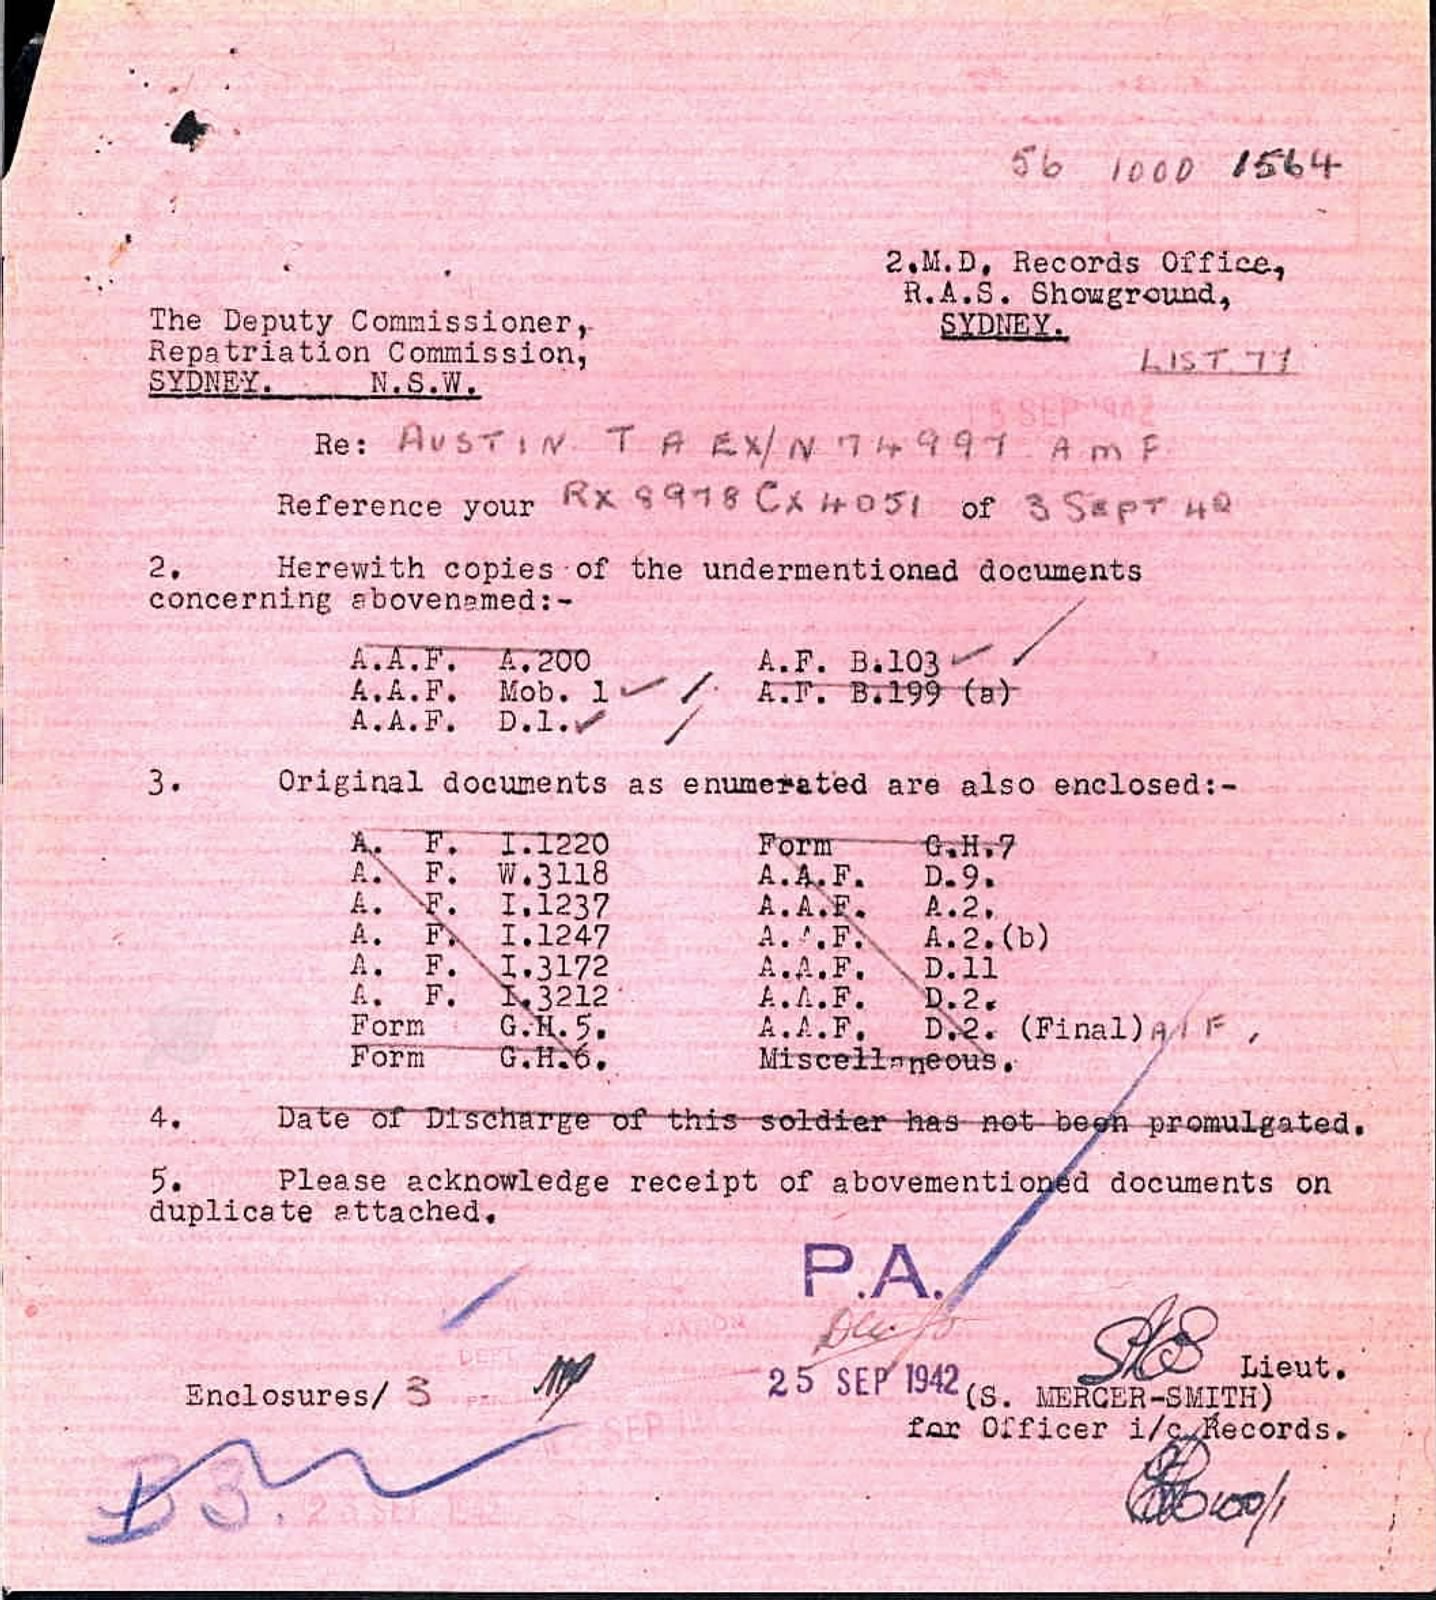 56 1000 1564
2.M.D. Records Office,
R.A.S. Showground,
SYDNEY.
LIST 77
The Deputy Commissioner,
Repatriation Commission,
SYDNEY. N.S.W.
Re: AUSTIN T A EX/N 74997 AMF
Reference your RX 8978 CX 4051 of 3 SEPT 42
2. Herewith copies of the undermentioned documents
concerning abovenamed:-
A.A.F. A.200 A.F. B.103
A.A.F. Mob. 1 A.F. B.199 (a)
A.A.F. D.1.
3. Original documents as enumerated are also enclosed:-
A. F. I.1220 Form G.H.7
A. F. W.3118 A.A.F. D.9.
A. F. I.1237 A.A.F. A.2.
A. F. I.1247 A.A.F. A.2.(b)
A. F. I.3172 A.A.F. D.11
A. F. I.3212 A.A.F. D.2.
Form G.H.5. A.A.F. D.2. (Final) AIF,
Form G.H.6. Miscellaneous.
4. Date of Discharge of this soldier has not been promulgated.
5. Please acknowledge receipt of abovementioned documents on
duplicate attached.
P.A.
25 SEP 1942
Lieut.
Enclosures/ 3 (S. MERCER-SMITH)
for Officer i/c Records.
B3.